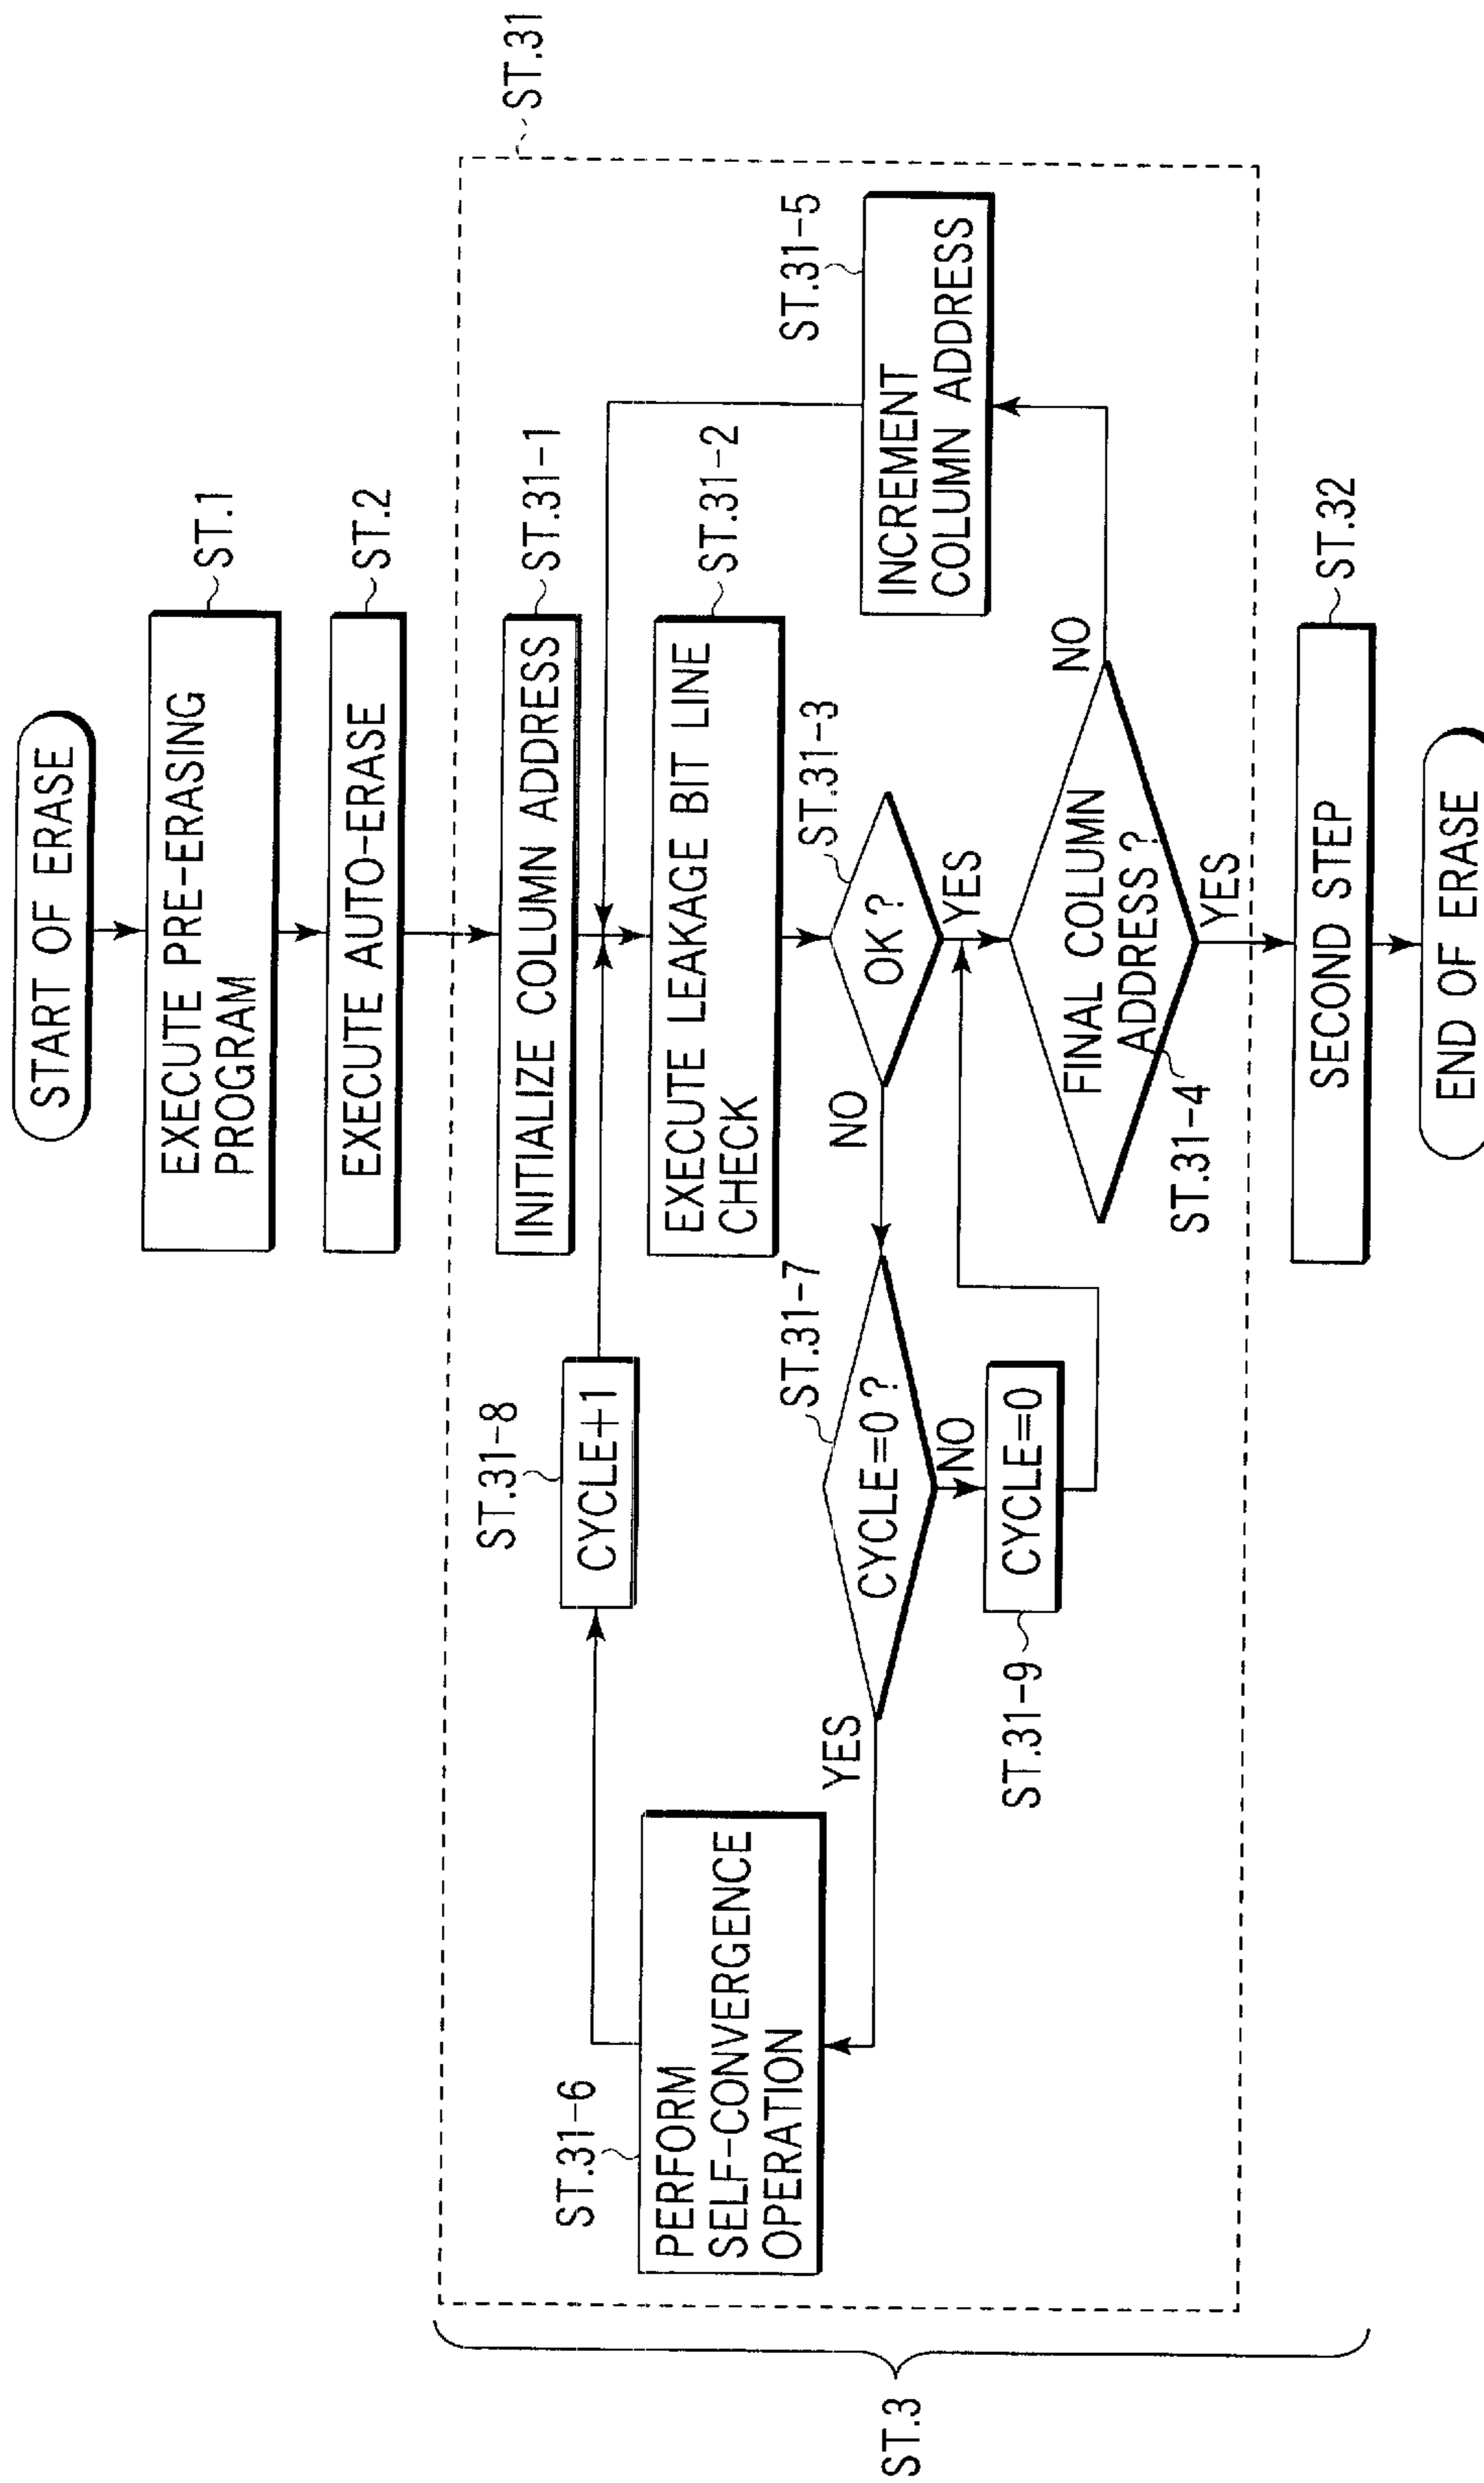 START OF ERASE
EXECUTE PRE-ERASING
PROGRAM
ST.1
EXECUTE AUTO-ERASE
ST.2
ST.31
INITIALIZE COLUMN ADDRESS
ST.31-1
ST.31-8
CYCLE+1
EXECUTE LEAKAGE BIT LINE
CHECK
ST.31-2
ST.31-6
PERFORM
SELF-CONVERGENCE
OPERATION
ST.31-5
INCREMENT
COLUMN ADDRESS
OK?
ST.31-3
NO
YES
ST.31-7
CYCLE=0?
YES
NO
ST.31-9
CYCLE=0
FINAL COLUMN
ADDRESS?
ST.31-4
NO
YES
SECOND STEP
ST.32
END OF ERASE
ST.3